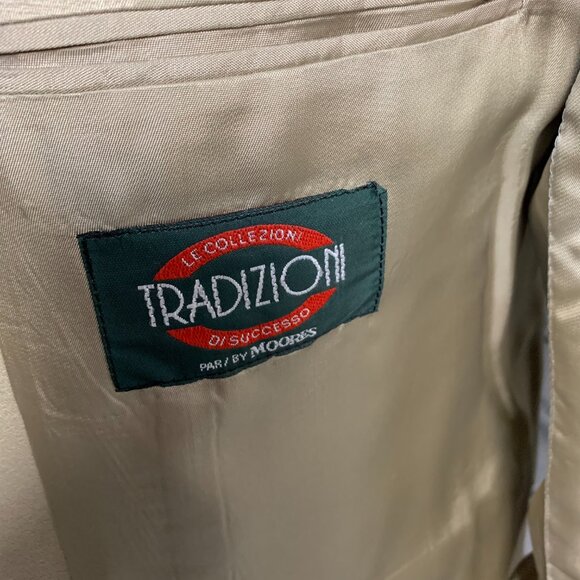 LE COLLEZIONI
TRADIZIONI
DI SUCCESSO
PAR/BY MOORES